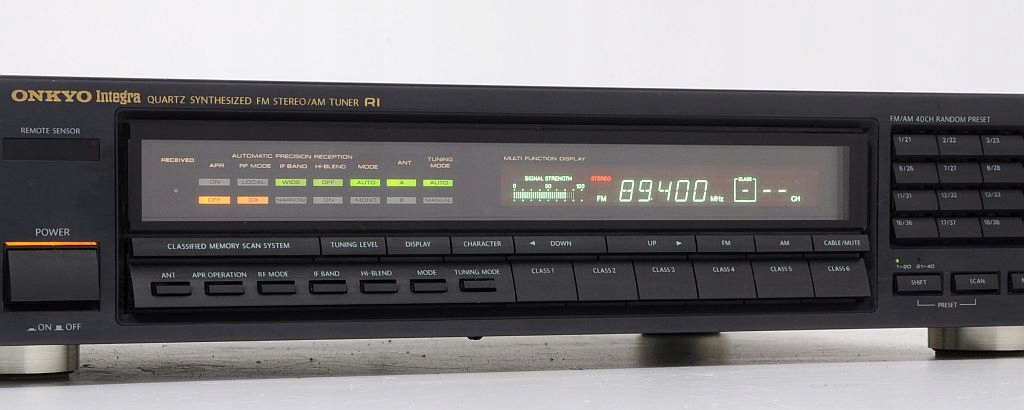 ONKYO Integra QUARTZ SYNTHESIZED FM STEREO/AM TUNER RI
REMOTE SENSOR
POWER
ON OFF
AUTOMATIC PRECISION RECEPTION
RECEIVED APR RF MODE IF BAND HI-BLEND MODE ANT TUNING MODE
ON LOCAL WIDE OFF AUTO A AUTO
OFF DX NARROW ON MONO B MANUAL
MULTI FUNCTION DISPLAY
SIGNAL STRENGTH STEREO CLASS
0 50 100
FM 89.400 MHz - -- CH
CLASSIFIED MEMORY SCAN SYSTEM TUNING LEVEL DISPLAY CHARACTER ◄ DOWN UP ► FM AM CABLE/MUTE
ANT APR OPERATION RF MODE IF BAND HI-BLEND MODE TUNING MODE CLASS 1 CLASS 2 CLASS 3 CLASS 4 CLASS 5 CLASS 6
FM/AM 40CH RANDOM PRESET
1/21 2/22 3/23
6/26 7/27 8/28
11/31 12/32 13/33
16/36 17/37 18/38
1-20 21-40
SHIFT SCAN
PRESET